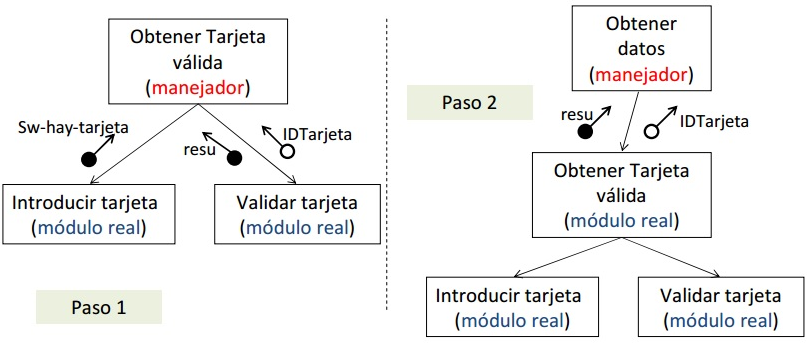 Obtener Tarjeta
válida
(manejador)
Sw-hay-tarjeta
resu
IDTarjeta
Introducir tarjeta
(módulo real)
Validar tarjeta
(módulo real)
Paso 1
Obtener
datos
(manejador)
Paso 2
resu
IDTarjeta
Obtener Tarjeta
válida
(módulo real)
Introducir tarjeta
(módulo real)
Validar tarjeta
(módulo real)